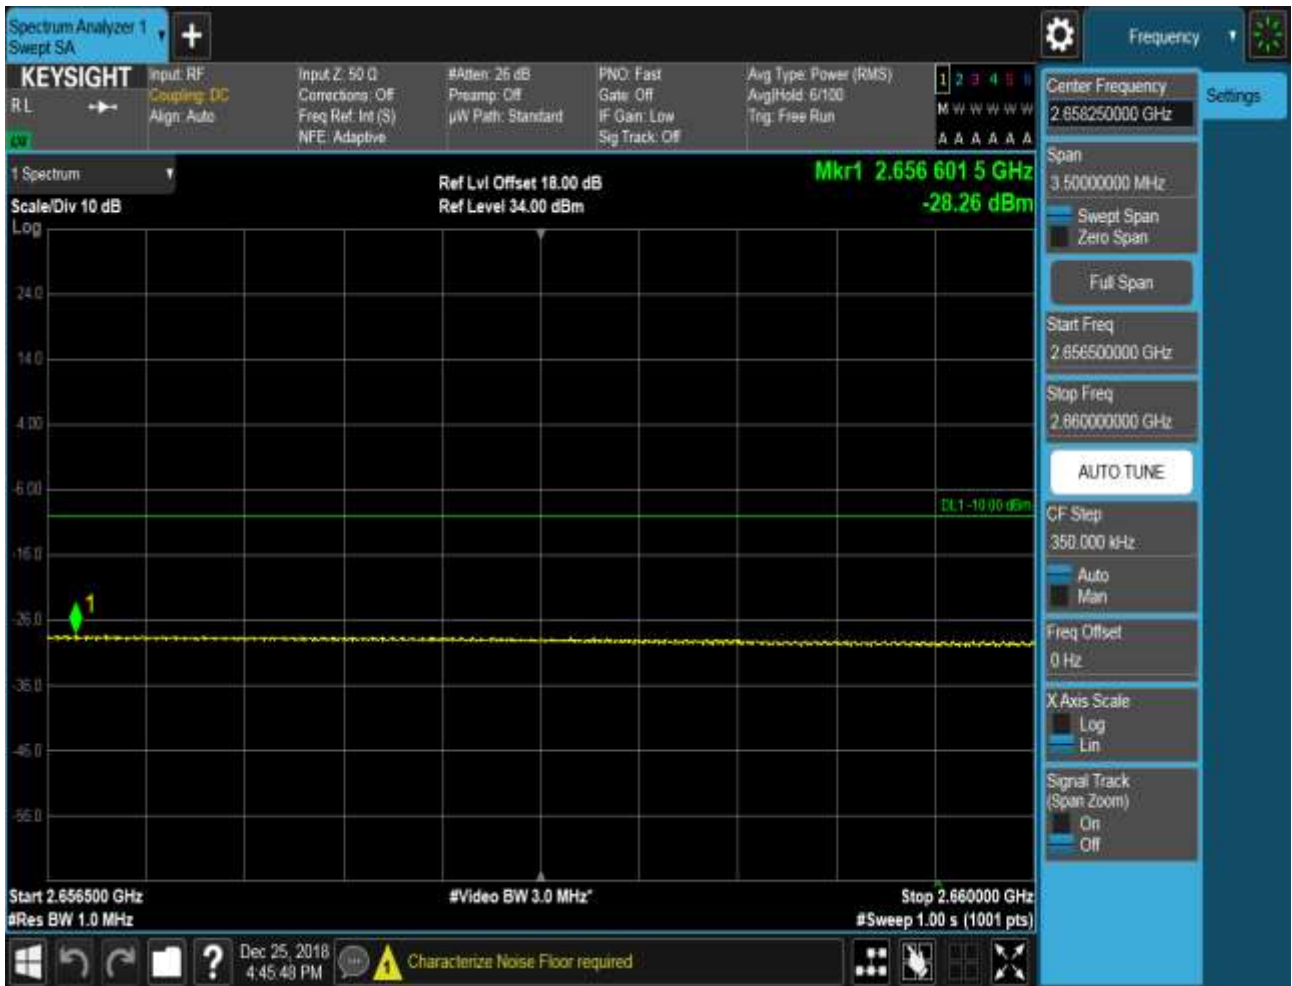 Spectrum Analyzer 1
Swept SA
Frequency
KEYSIGHT
R L
Input: RF
Coupling: DC
Align: Auto
Input Z: 50 Ω
Corrections: Off
Freq Ref: Int (S)
NFE: Adaptive
#Atten: 26 dB
Preamp: Off
µW Path: Standard
PNO: Fast
Gate: Off
IF Gain: Low
Sig Track: Off
Avg Type: Power (RMS)
Avg|Hold: 6/100
Trig: Free Run
1 2 3 4 5 6
M W W W W W
A A A A A A
1 Spectrum
Scale/Div 10 dB
Log
Ref Lvl Offset 18.00 dB
Ref Level 34.00 dBm
Mkr1 2.656 601 5 GHz
-28.26 dBm
24.0
14.0
4.00
-6.00
-16.0
-26.0
-36.0
-46.0
-56.0
DL1 -10.00 dBm
1
Start 2.656500 GHz
#Res BW 1.0 MHz
#Video BW 3.0 MHz*
Stop 2.660000 GHz
#Sweep 1.00 s (1001 pts)
Center Frequency
2.658250000 GHz
Settings
Span
3.50000000 MHz
Swept Span
Zero Span
Full Span
Start Freq
2.656500000 GHz
Stop Freq
2.660000000 GHz
AUTO TUNE
CF Step
350.000 kHz
Auto
Man
Freq Offset
0 Hz
X Axis Scale
Log
Lin
Signal Track
(Span Zoom)
On
Off
?
Dec 25, 2018
4:45:48 PM
1
Characterize Noise Floor required